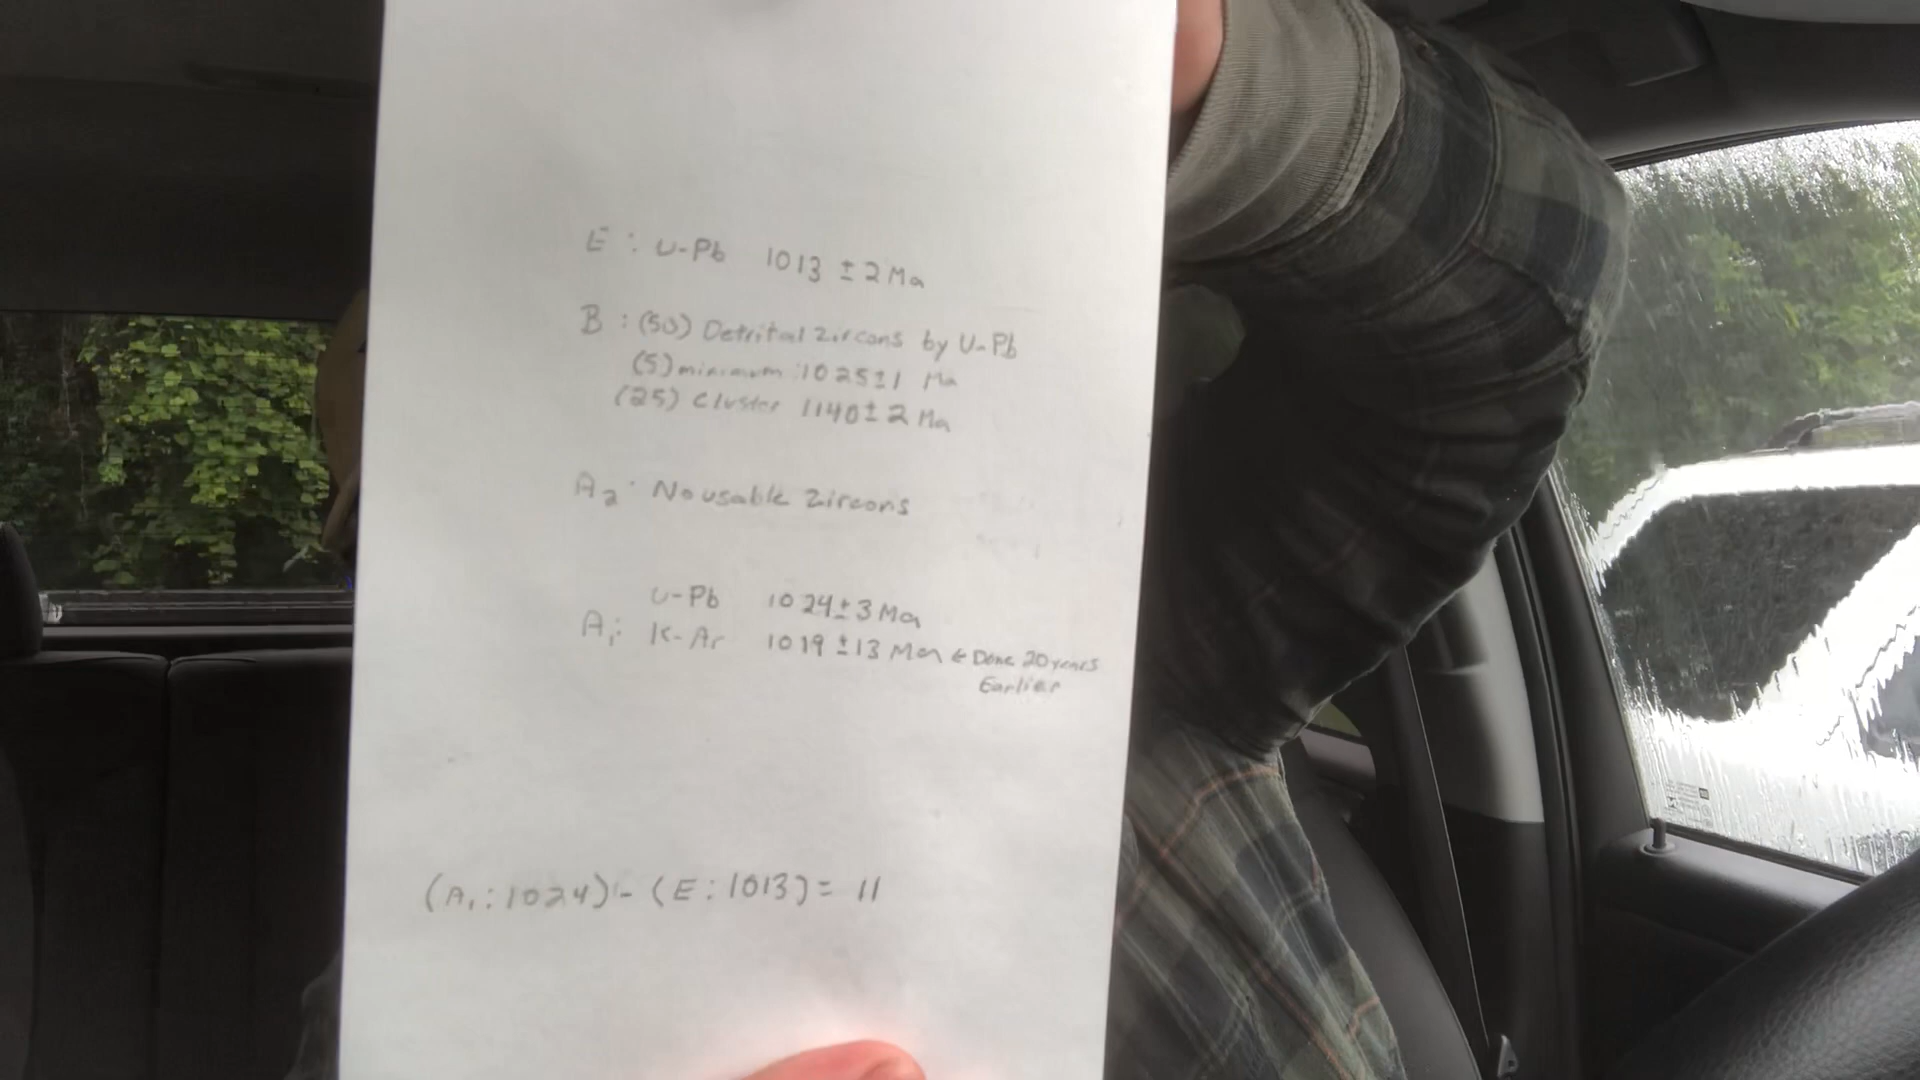 E : U-Pb 1013 ± 2 Ma
B : (50) Detrital Zircons by U-Pb
(5) minimum : 1025±1 Ma
(25) Cluster 1140±2 Ma
A₂ : No usable Zircons
U-Pb 1024±3 Ma
A₁: K-Ar 1019 ±13 Ma ← Done 20 years
Earlier
(A₁:1024) - (E:1013) = 11